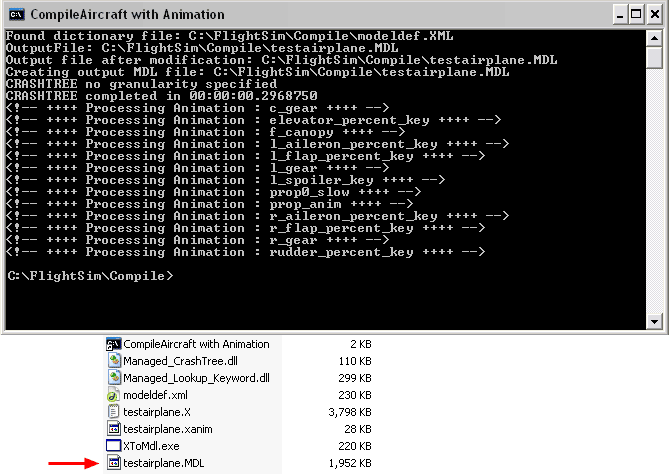 CompileAircraft with Animation
Found dictionary file: C:\FlightSim\Compile\modeldef.XML
OutputFile: C:\FlightSim\Compile\testairplane.MDL
Output file after modification: C:\FlightSim\Compile\testairplane.MDL
Creating output MDL file: C:\FlightSim\Compile\testairplane.MDL
CRASHTREE no granularity specified
CRASHTREE completed in 00:00:00.2968750
<!-- ++++ Processing Animation : c_gear ++++ -->
<!-- ++++ Processing Animation : elevator_percent_key ++++ -->
<!-- ++++ Processing Animation : f_canopy ++++ -->
<!-- ++++ Processing Animation : l_aileron_percent_key ++++ -->
<!-- ++++ Processing Animation : l_flap_percent_key ++++ -->
<!-- ++++ Processing Animation : l_gear ++++ -->
<!-- ++++ Processing Animation : l_spoiler_key ++++ -->
<!-- ++++ Processing Animation : prop0_slow ++++ -->
<!-- ++++ Processing Animation : prop_anim ++++ -->
<!-- ++++ Processing Animation : r_aileron_percent_key ++++ -->
<!-- ++++ Processing Animation : r_flap_percent_key ++++ -->
<!-- ++++ Processing Animation : r_gear ++++ -->
<!-- ++++ Processing Animation : rudder_percent_key ++++ -->
C:\FlightSim\Compile>
CompileAircraft with Animation 2 KB
Managed_CrashTree.dll 110 KB
Managed_Lookup_Keyword.dll 299 KB
modeldef.xml 230 KB
testairplane.X 3,798 KB
testairplane.xanim 28 KB
XToMdl.exe 220 KB
testairplane.MDL 1,952 KB